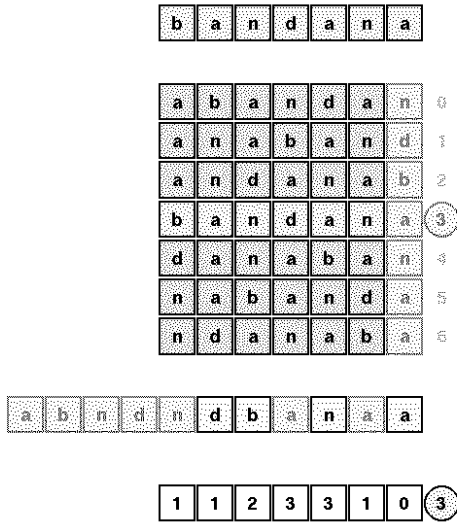 b a n d a n a
a b a n d a n 0
a n a b a n d 1
a n d a n a b 2
b a n d a n a 3
d a n a b a n 4
n a b a n d a 5
n d a n a b a 6
a b n d n d b a n a a
1 1 2 3 3 1 0 3